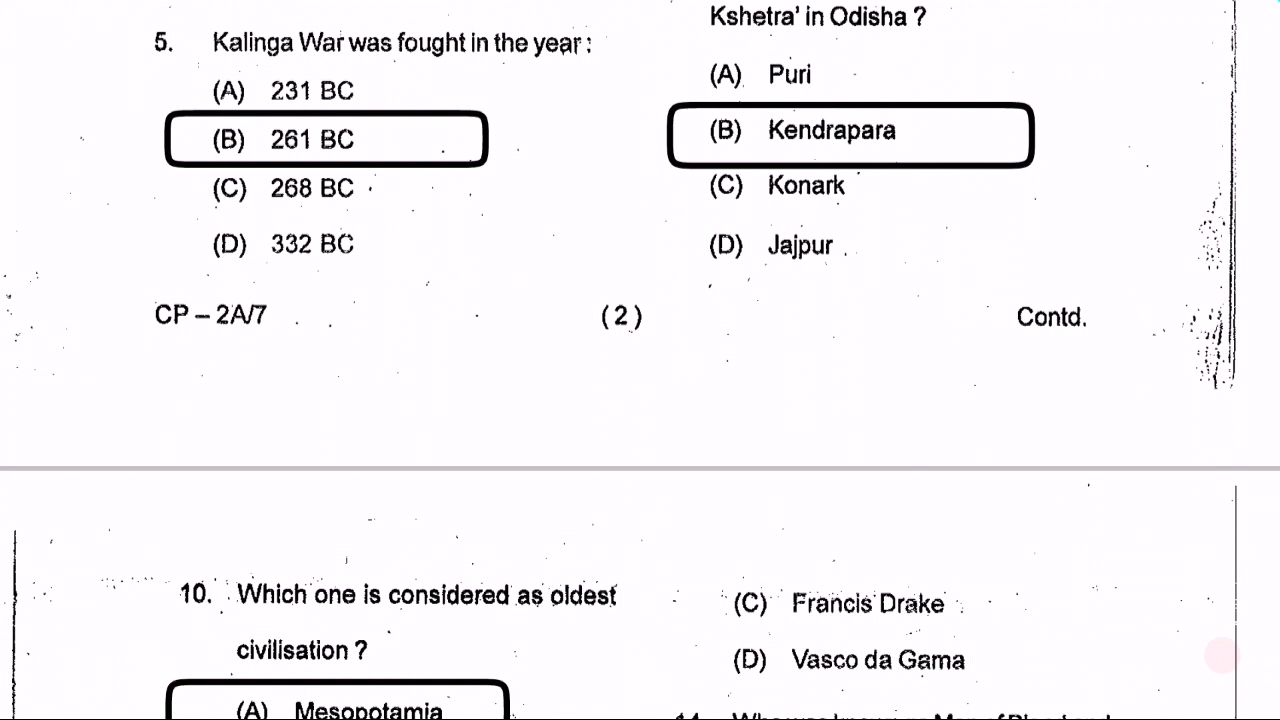 5. Kalinga War was fought in the year :
(A) 231 BC
(B) 261 BC
(C) 268 BC
(D) 332 BC
Kshetra' in Odisha ?
(A) Puri
(B) Kendrapara
(C) Konark
(D) Jajpur
CP – 2A/7 (2) Contd.
10. Which one is considered as oldest
civilisation ?
(A) Mesopotamia
(C) Francis Drake
(D) Vasco da Gama